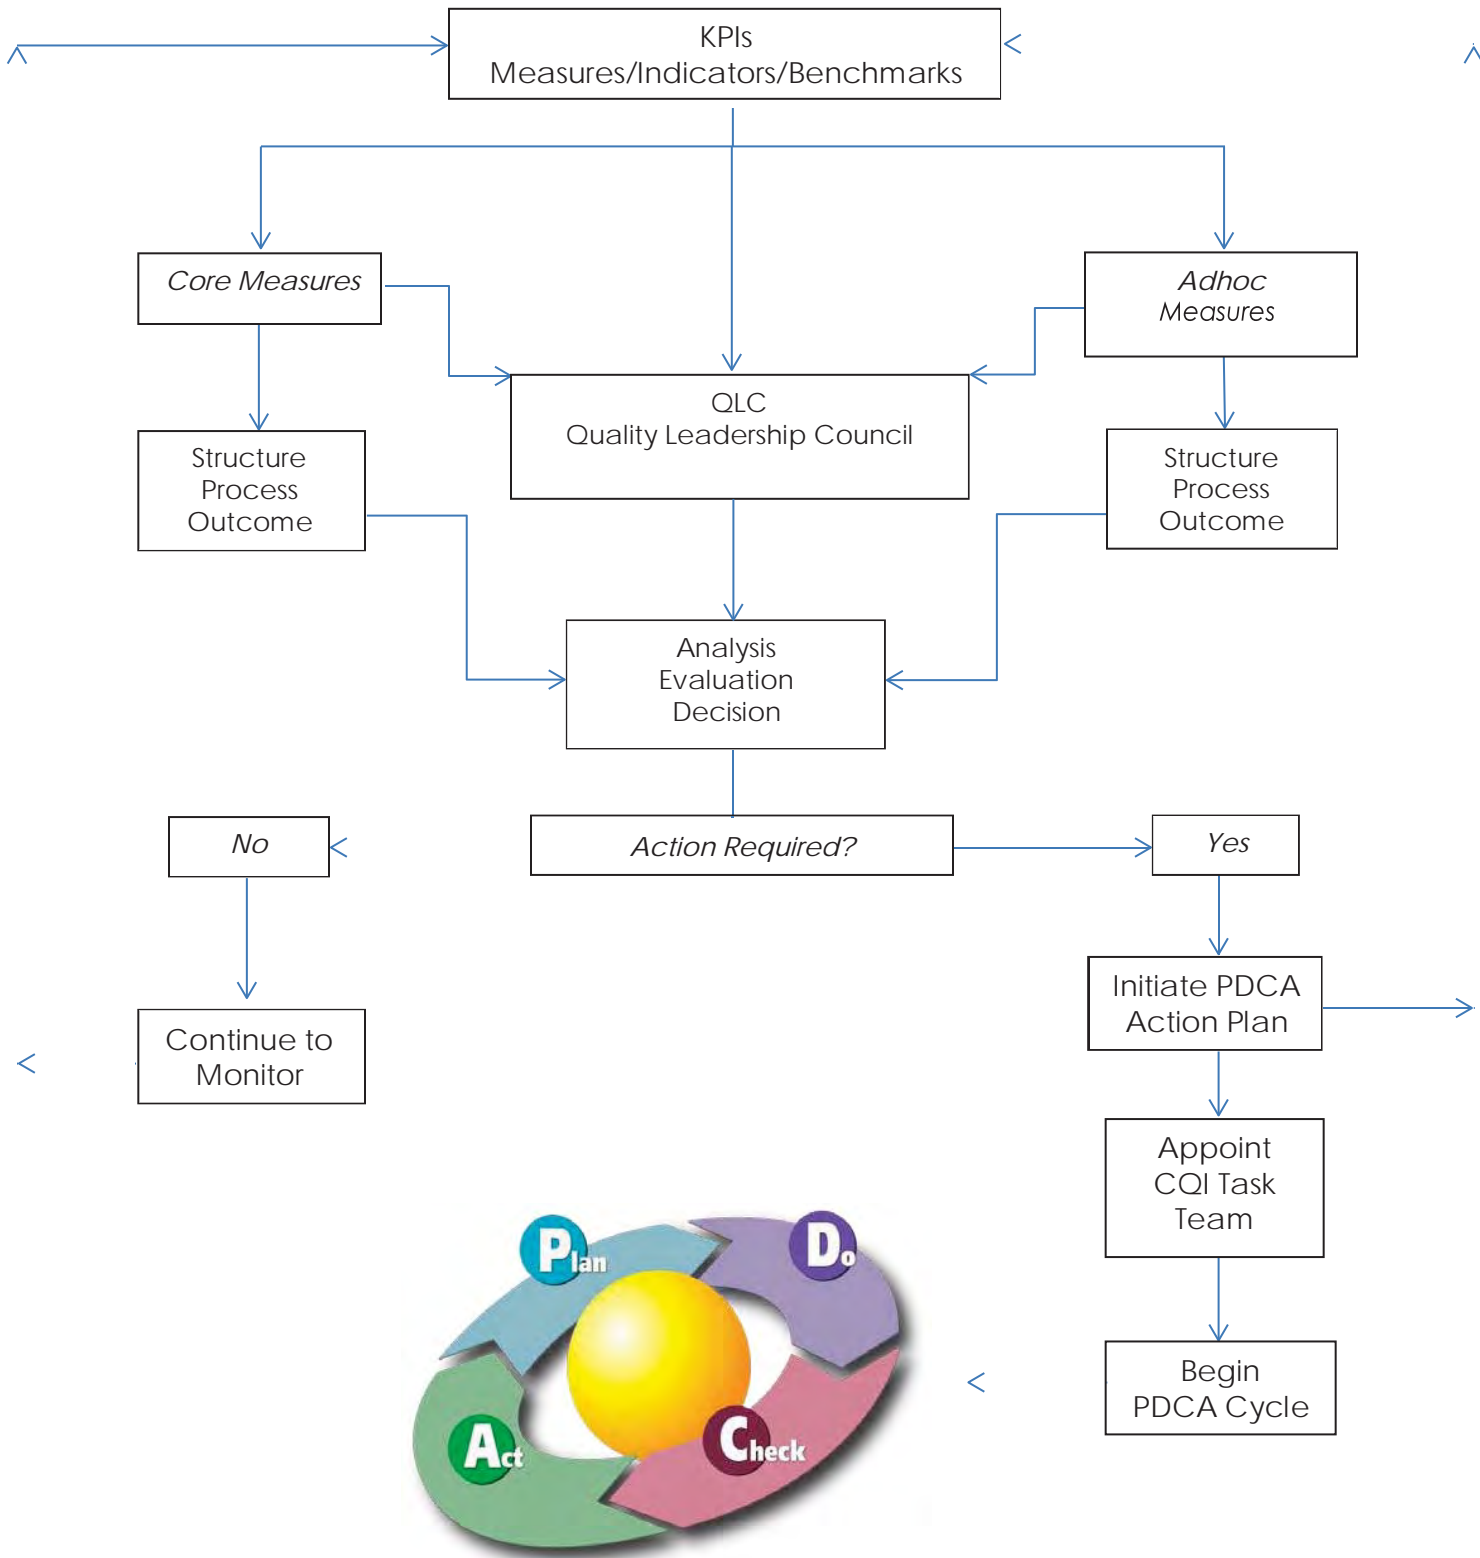 KPIs
Measures/Indicators/Benchmarks
Core Measures
Adhoc
Measures
QLC
Quality Leadership Council
Structure
Process
Outcome
Structure
Process
Outcome
Analysis
Evaluation
Decision
No
Action Required?
Yes
Initiate PDCA
Action Plan
Continue to
Monitor
Appoint
CQI Task
Team
Plan
Do
Begin
PDCA Cycle
Act
Check